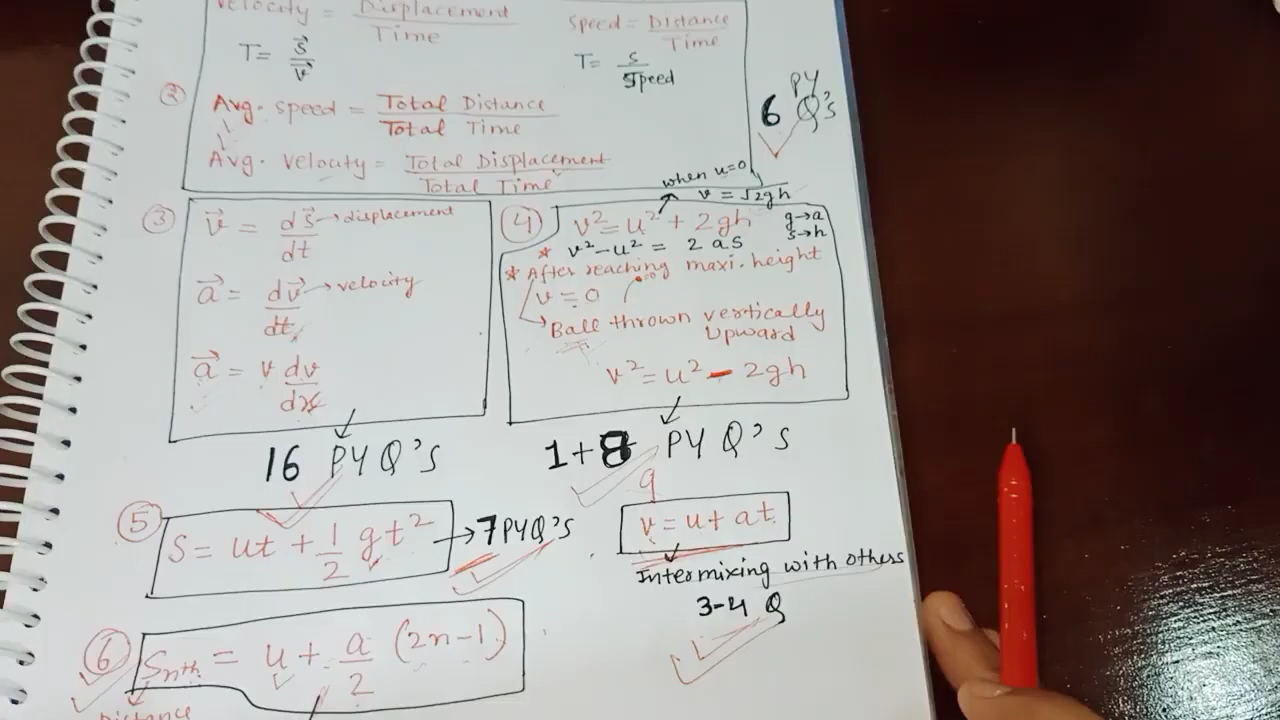 Velocity = Displacement / Time
Speed = Distance / Time
T = s⃗ / v⃗
T = s / Speed
6 PY Q's
② Avg. Speed = Total Distance / Total Time
Avg. Velocity = Total Displacement / Total Time
③ v⃗ = ds⃗ / dt → displacement
a⃗ = dv⃗ / dt → velocity
a⃗ = v dv / dx
16 PYQ'S
when u=0
v = √2gh
④ v² = u² + 2gh
g→a
s→h
* v² - u² = 2as
* After reaching maxi. height
v = 0
→ Ball thrown vertically
Upward
v² = u² - 2gh
1+8 PYQ'S
9
⑤ S = ut + 1/2 gt² → 7 PYQ'S
v = u + at
Intermixing with others
3-4 Q
⑥ Snth = u + a/2 (2n-1)
Distance